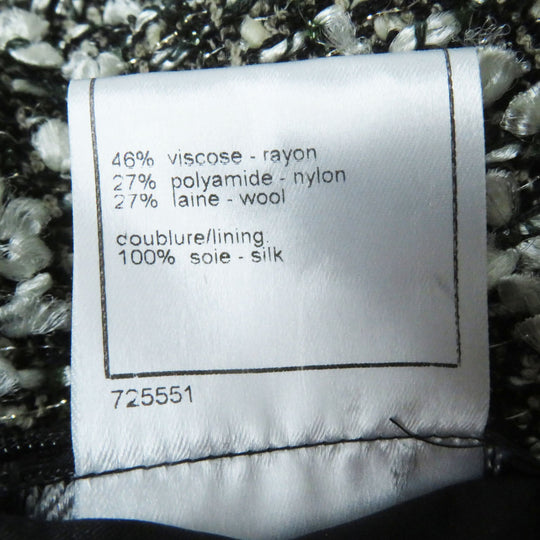 46% viscose - rayon
27% polyamide - nylon
27% laine - wool
doublure/lining.
100% soie - silk
725551